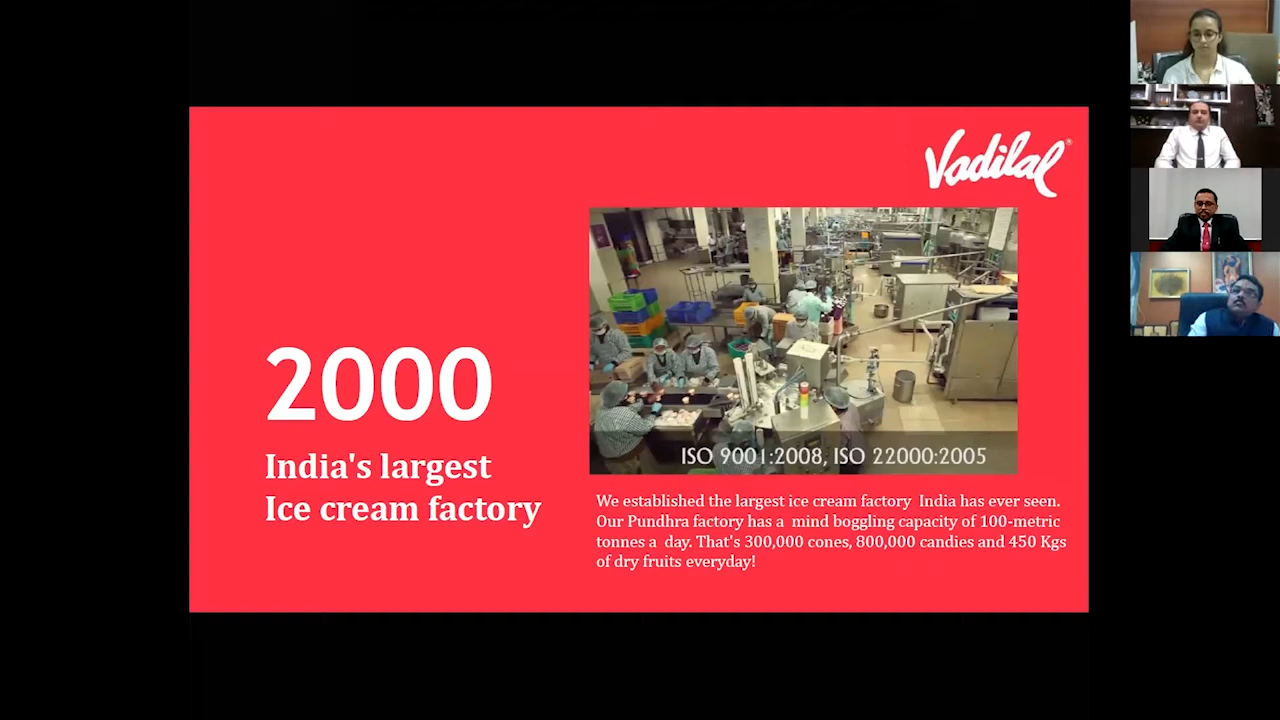 Vadilal®
2000
India's largest
Ice cream factory
ISO 9001:2008, ISO 22000:2005
We established the largest ice cream factory India has ever seen.
Our Pundhra factory has a mind boggling capacity of 100-metric
tonnes a day. That's 300,000 cones, 800,000 candies and 450 Kgs
of dry fruits everyday!